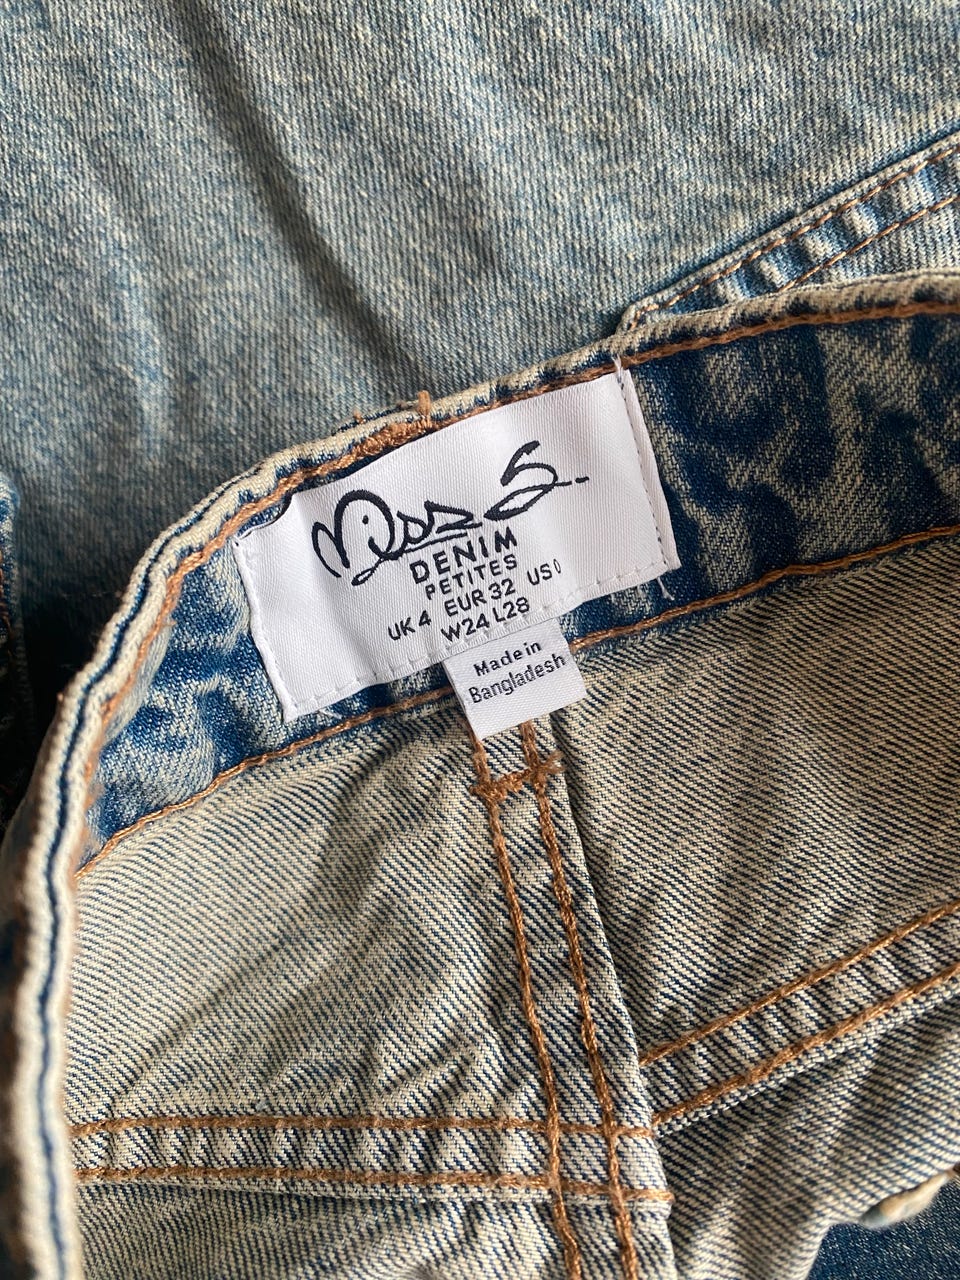 Miss S.
DENIM
PETITES
UK 4 EUR 32 US 0
W24 L28
Made in
Bangladesh